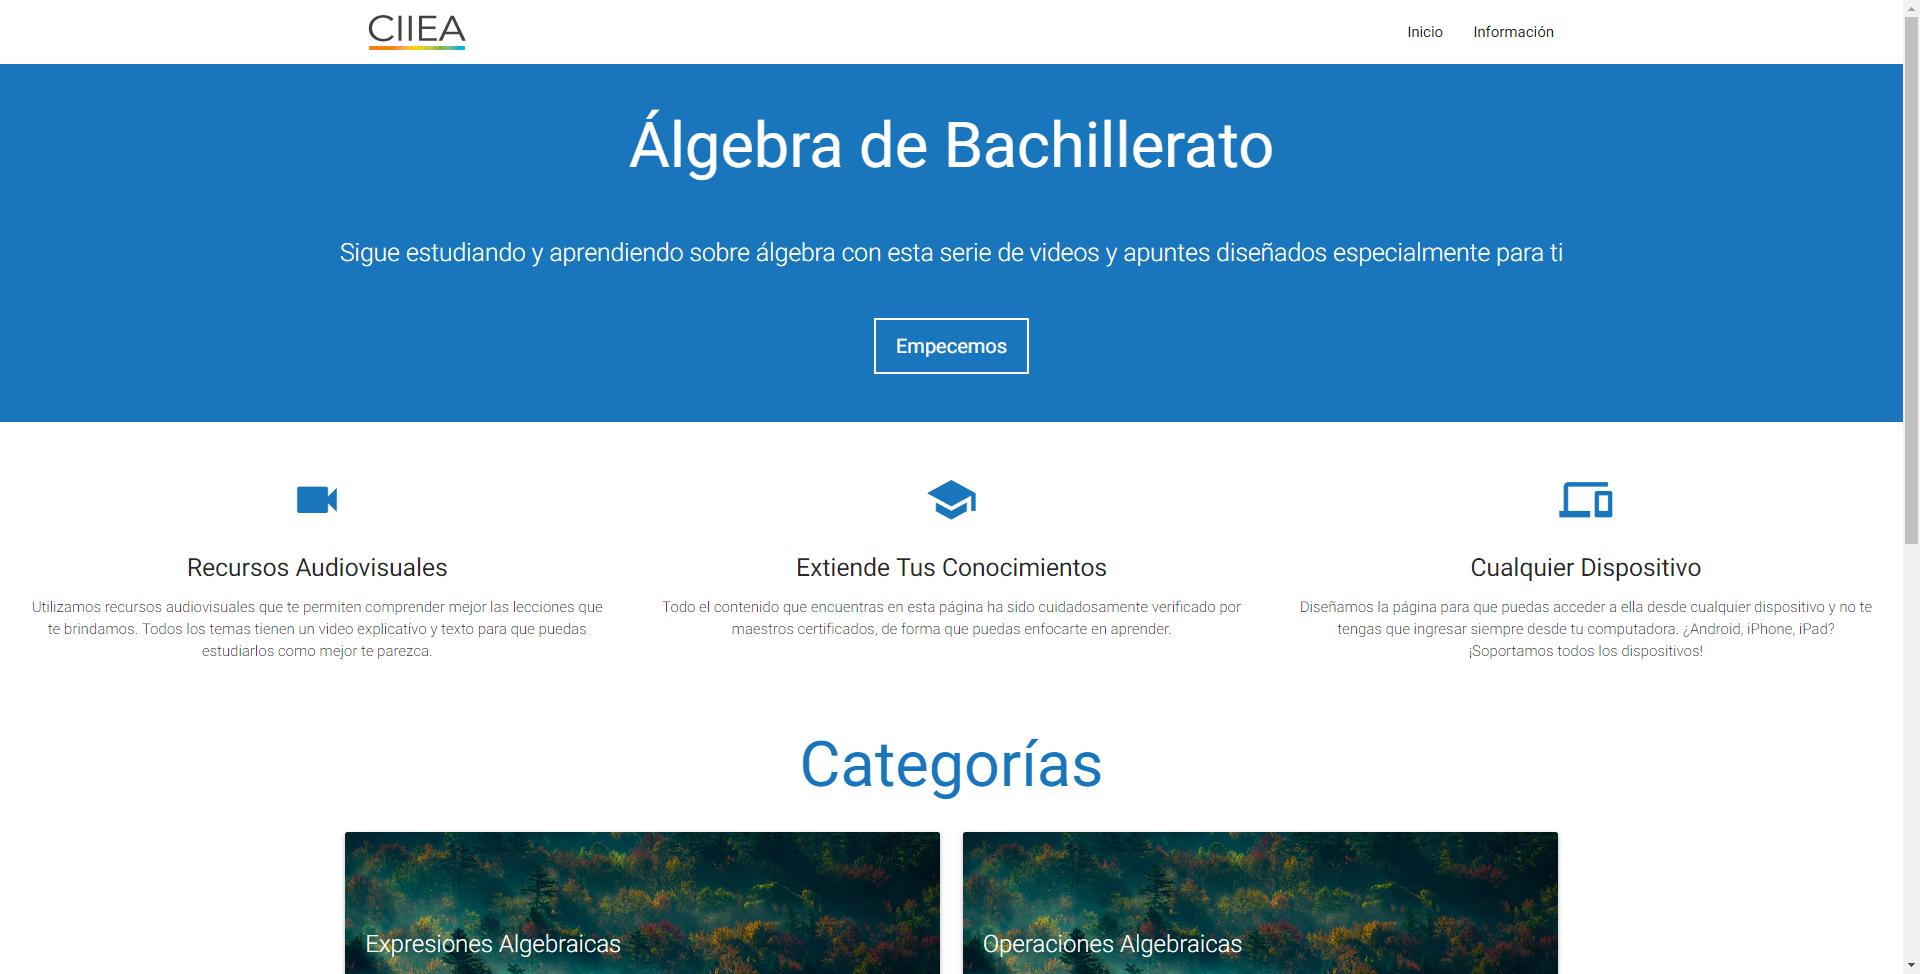 CIIEA
Inicio
Información
Álgebra de Bachillerato
Sigue estudiando y aprendiendo sobre álgebra con esta serie de videos y apuntes diseñados especialmente para ti
Empecemos
Recursos Audiovisuales
Utilizamos recursos audiovisuales que te permiten comprender mejor las lecciones que
te brindamos. Todos los temas tienen un video explicatívo y texto para que puedas
estudiarlos como mejor te parezca.
Extiende Tus Conocimientos
Todo el contenido que encuentras en esta página ha sido cuidadosamente verificado por
maestros certificados, de forma que puedas enfocarte en aprender.
Cualquier Dispositivo
Diseñamos la página para que puedas acceder a ella desde cualquier dispositivo y no te
tengas que ingresar siempre desde tu computadora. ¿Android, iPhone, iPad?
¡Soportamos todos los dispositivos!
Categorías
Expresiones Algebraicas
Operaciones Algebraicas